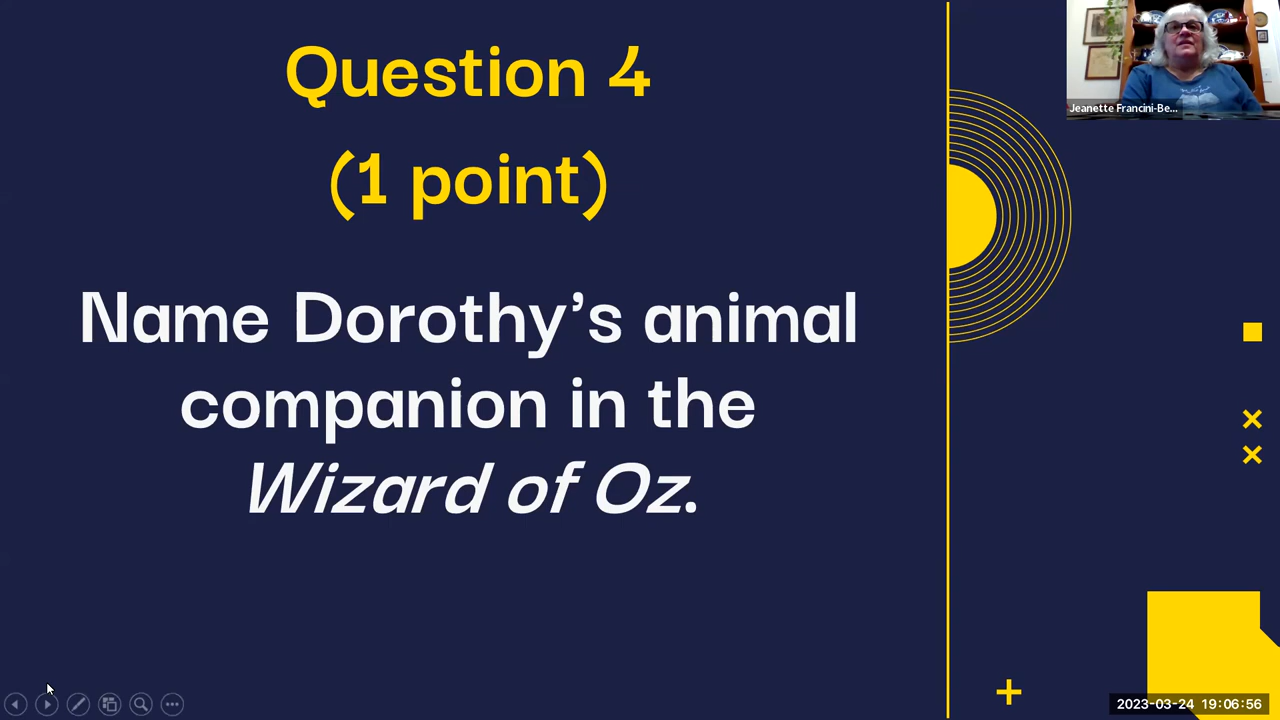 Question 4
(1 point)
Name Dorothy’s animal
companion in the
Wizard of Oz.
Jeanette Francini-Be...
2023-03-24 19:06:56